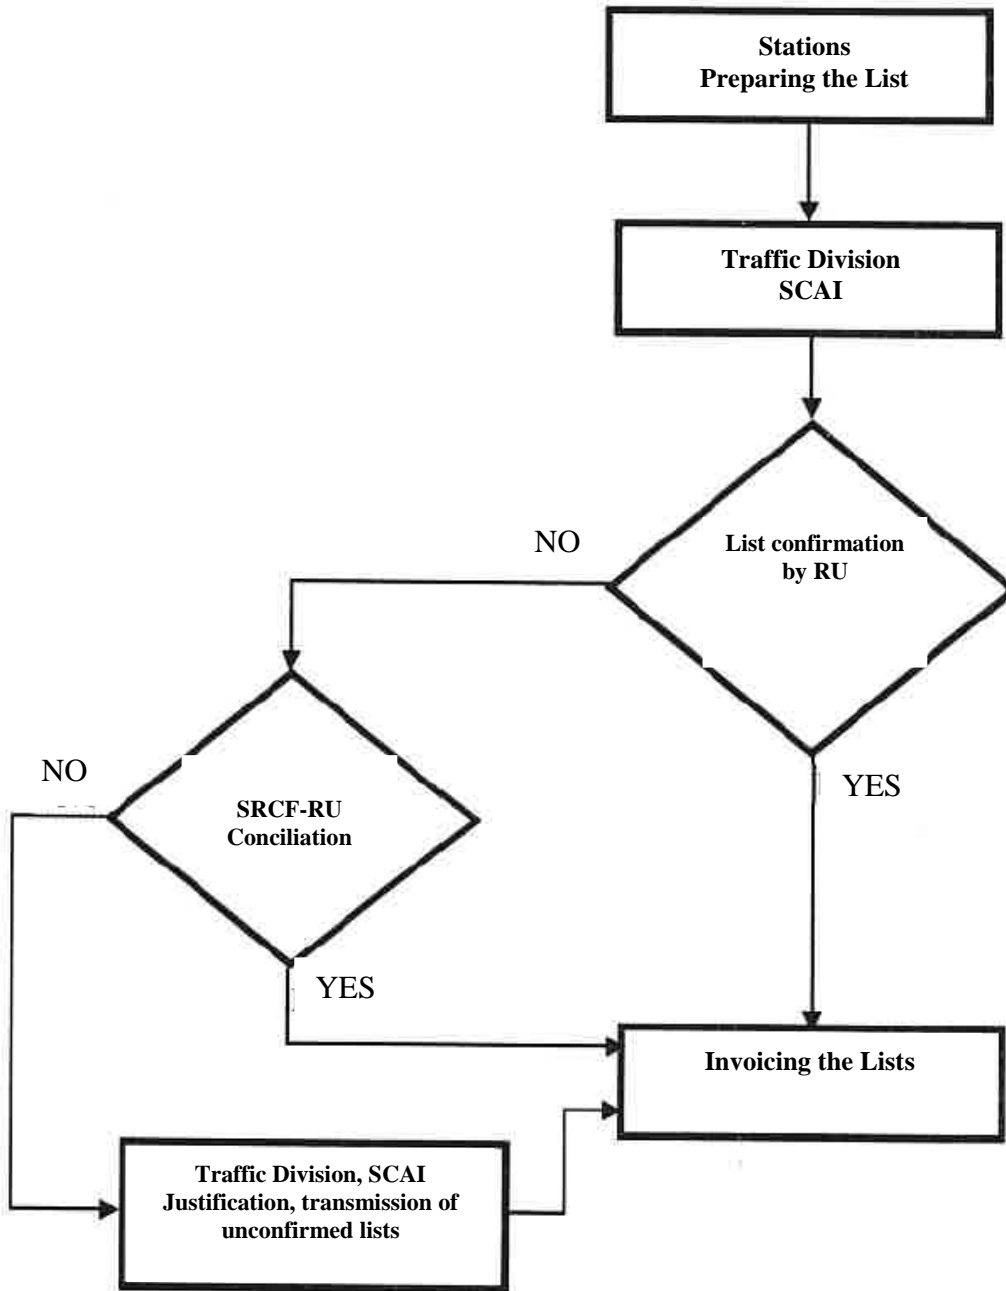 Stations
Preparing the List
Traffic Division
SCAI
List confirmation
by RU
NO
YES
SRCF-RU
Conciliation
NO
YES
Invoicing the Lists
Traffic Division, SCAI
Justification, transmission of
unconfirmed lists